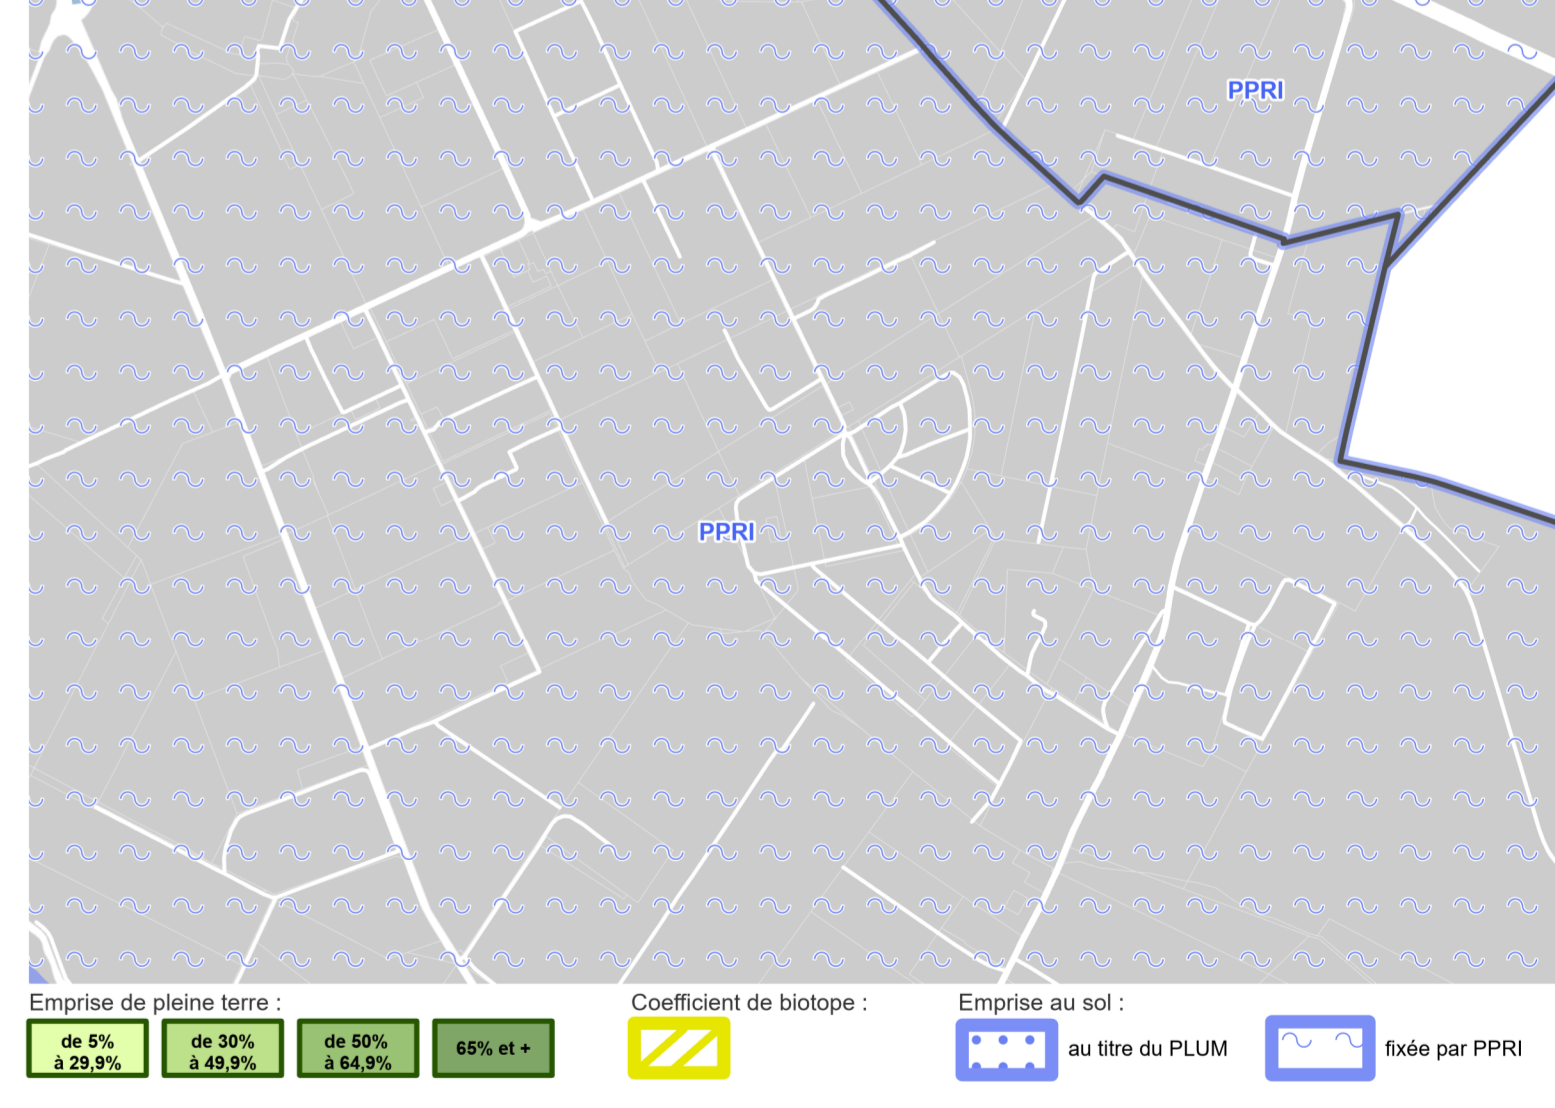 PPRI
PPRI
Emprise de pleine terre :
de 5%
à 29,9%
de 30%
à 49,9%
de 50%
à 64,9%
65% et +
Coefficient de biotope :
Emprise au sol :
au titre du PLUM
fixée par PPRI